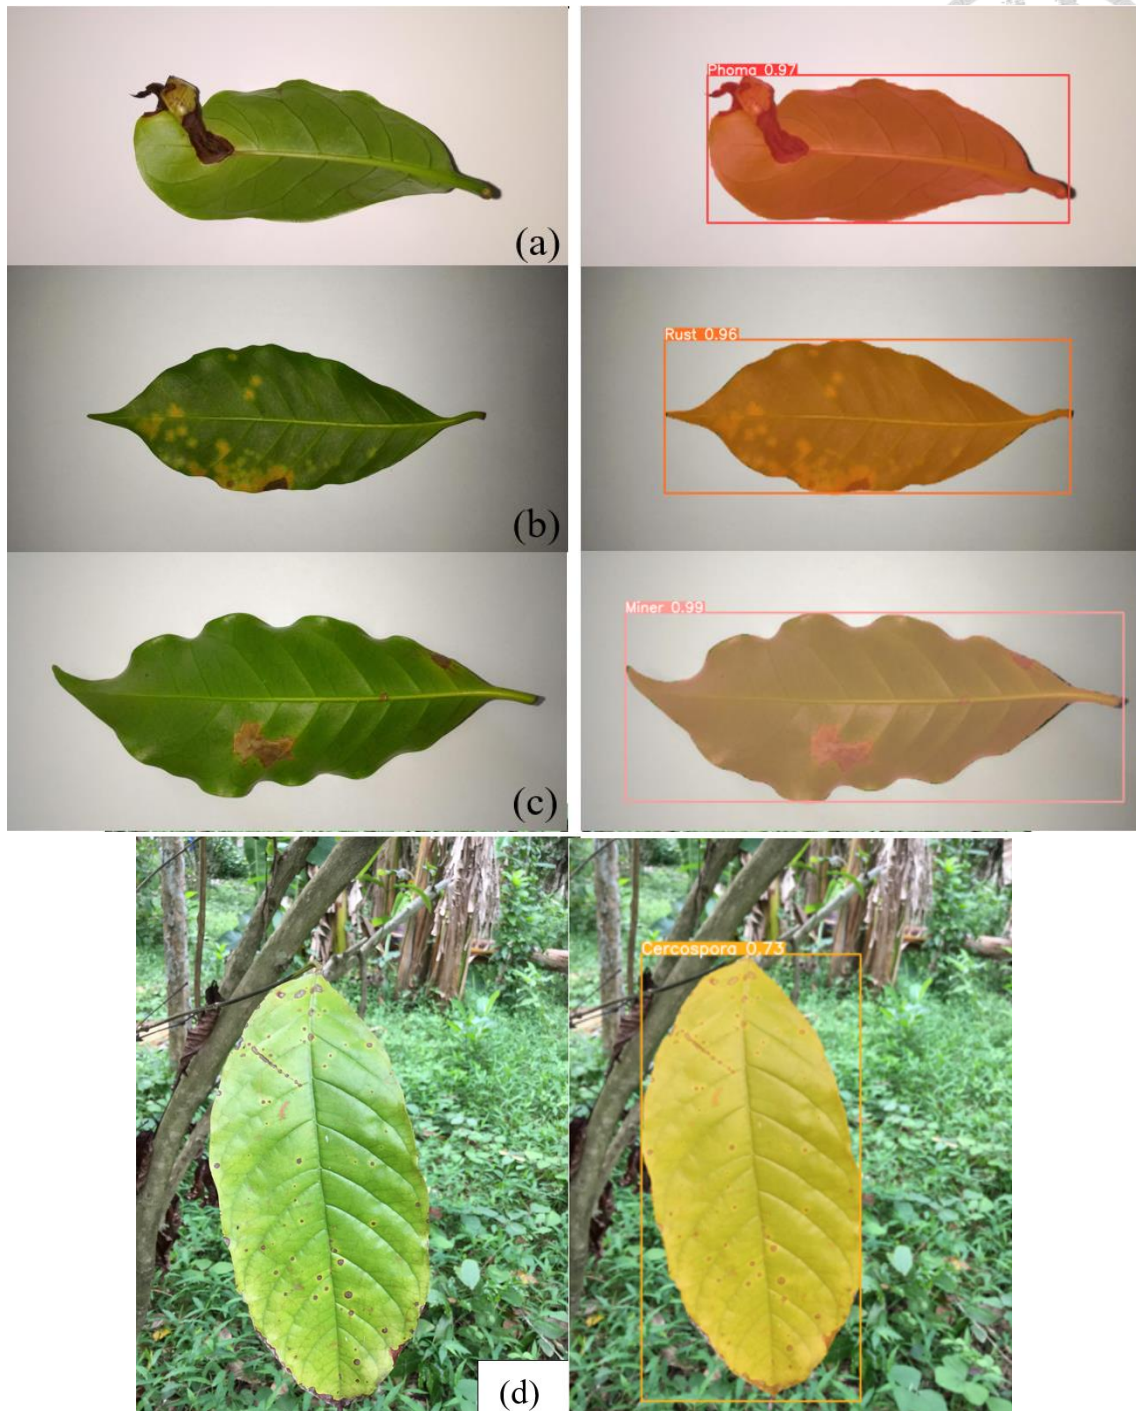 Phoma 0.97
(a)
Rust 0.96
(b)
Miner 0.99
(c)
Cercospora 0.73
(d)